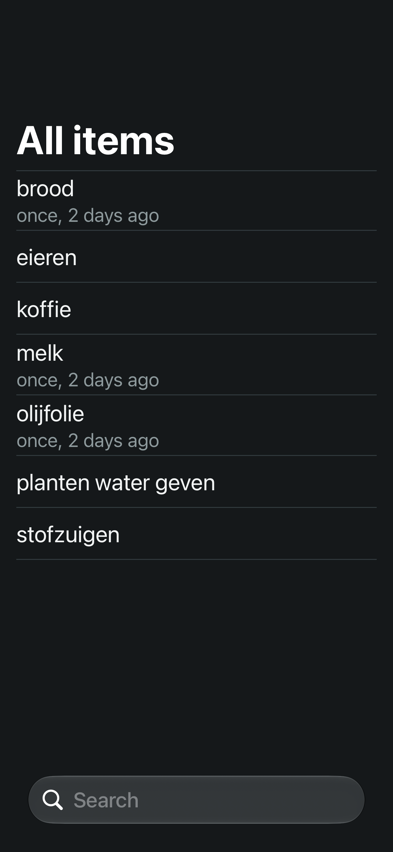 All items
brood
once, 2 days ago
eieren
koffie
melk
once, 2 days ago
olijfolie
once, 2 days ago
planten water geven
stofzuigen
Search